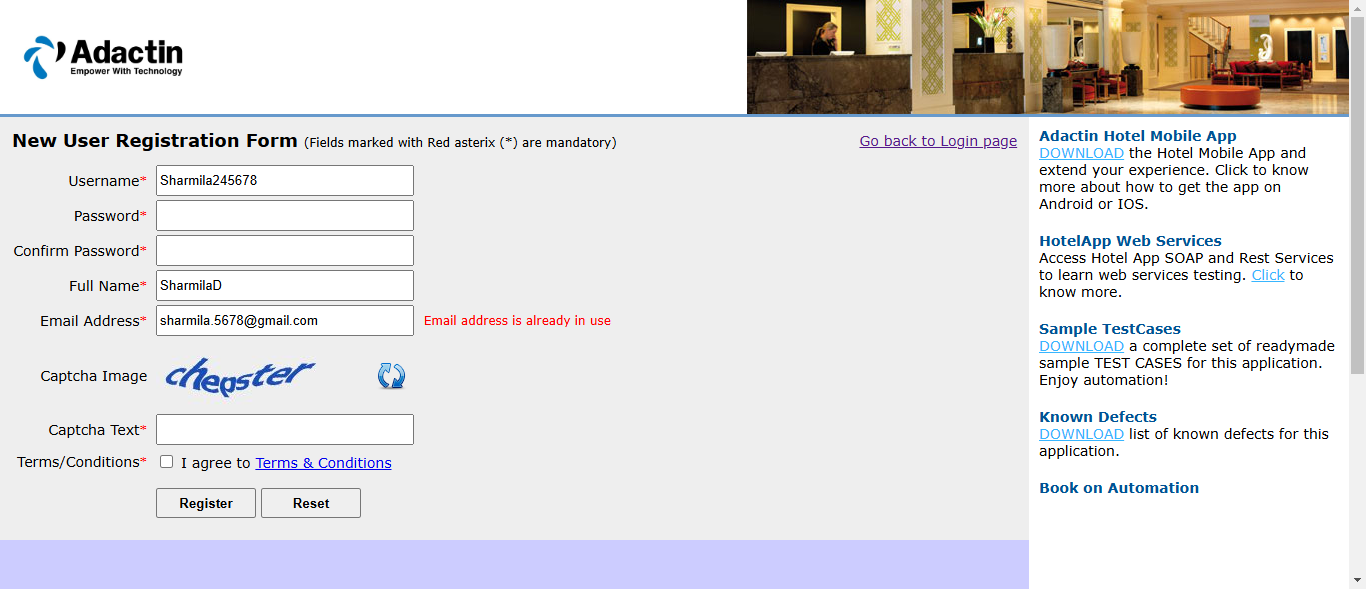 Adactin
Empower With Technology
New User Registration Form (Fields marked with Red asterix (*) are mandatory)
Go back to Login page
Username* Sharmila245678
Password*
Confirm Password*
Full Name* SharmilaD
Email Address* sharmila.5678@gmail.com Email address is already in use
Captcha Image chepster
Captcha Text*
Terms/Conditions* I agree to Terms & Conditions
Register Reset
Adactin Hotel Mobile App
DOWNLOAD the Hotel Mobile App and
extend your experience. Click to know
more about how to get the app on
Android or IOS.
HotelApp Web Services
Access Hotel App SOAP and Rest Services
to learn web services testing. Click to
know more.
Sample TestCases
DOWNLOAD a complete set of readymade
sample TEST CASES for this application.
Enjoy automation!
Known Defects
DOWNLOAD list of known defects for this
application.
Book on Automation